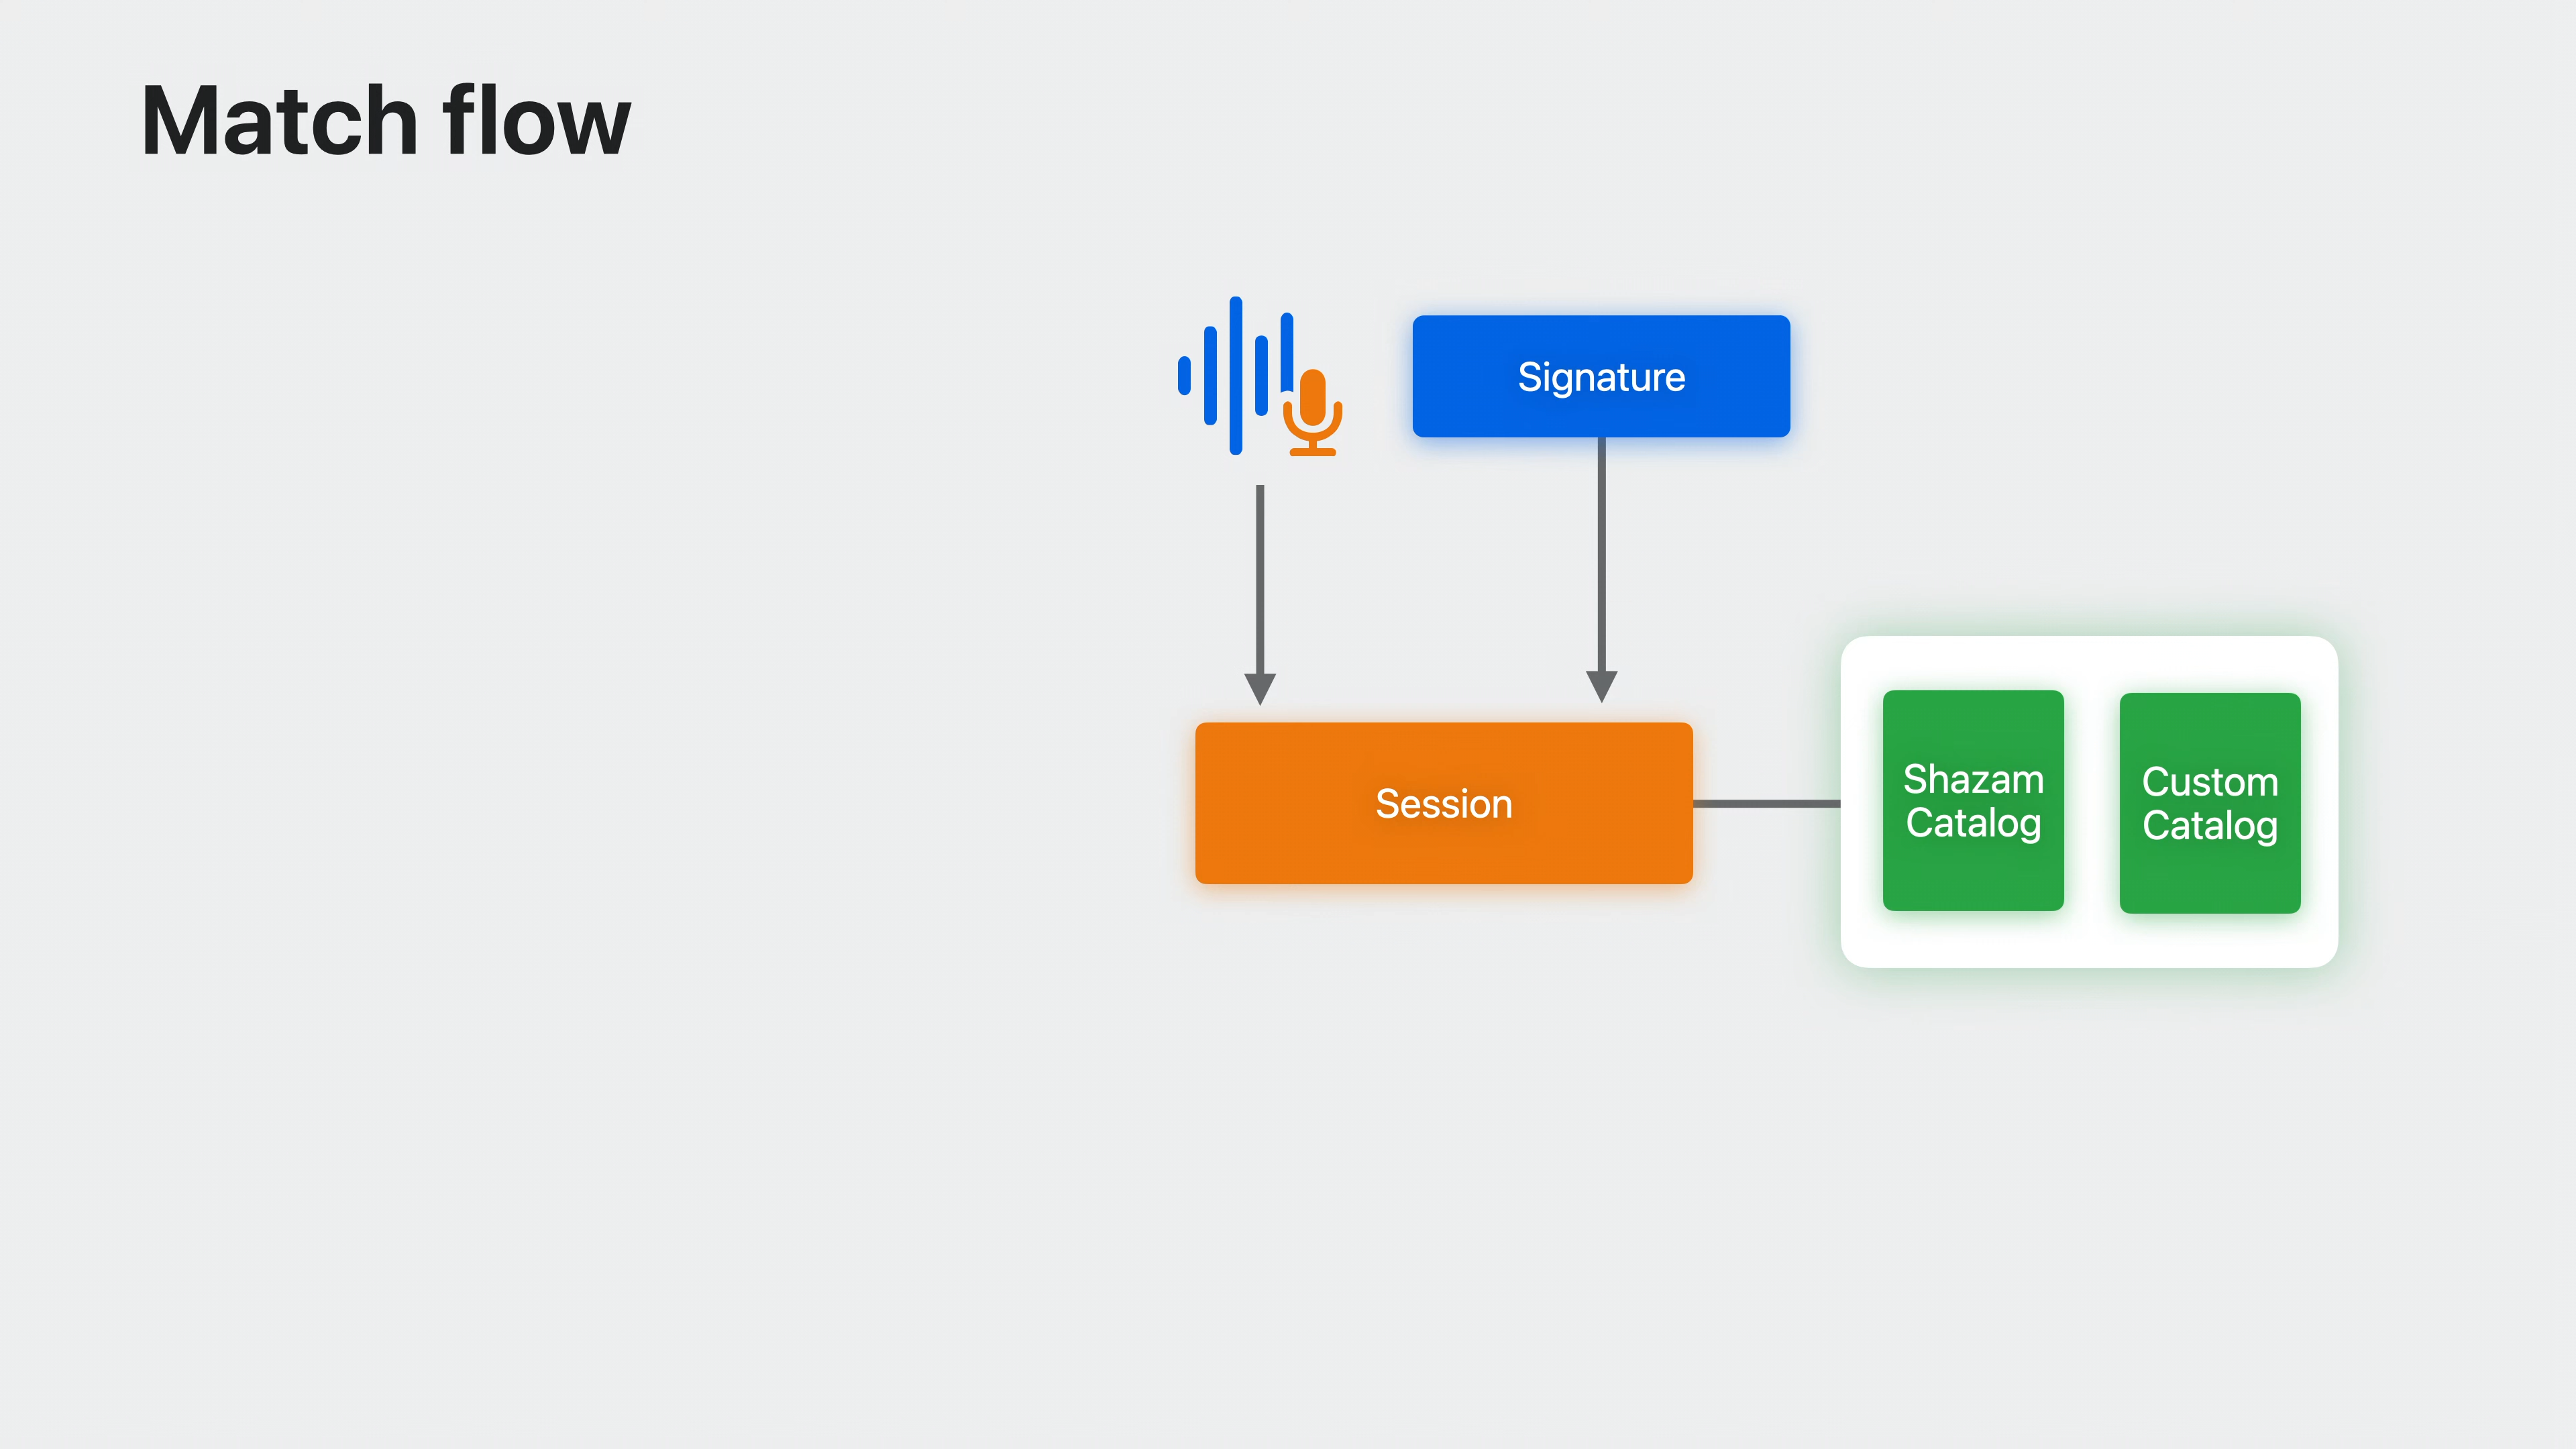 Match flow
Signature
Session
Shazam
Catalog
Custom
Catalog